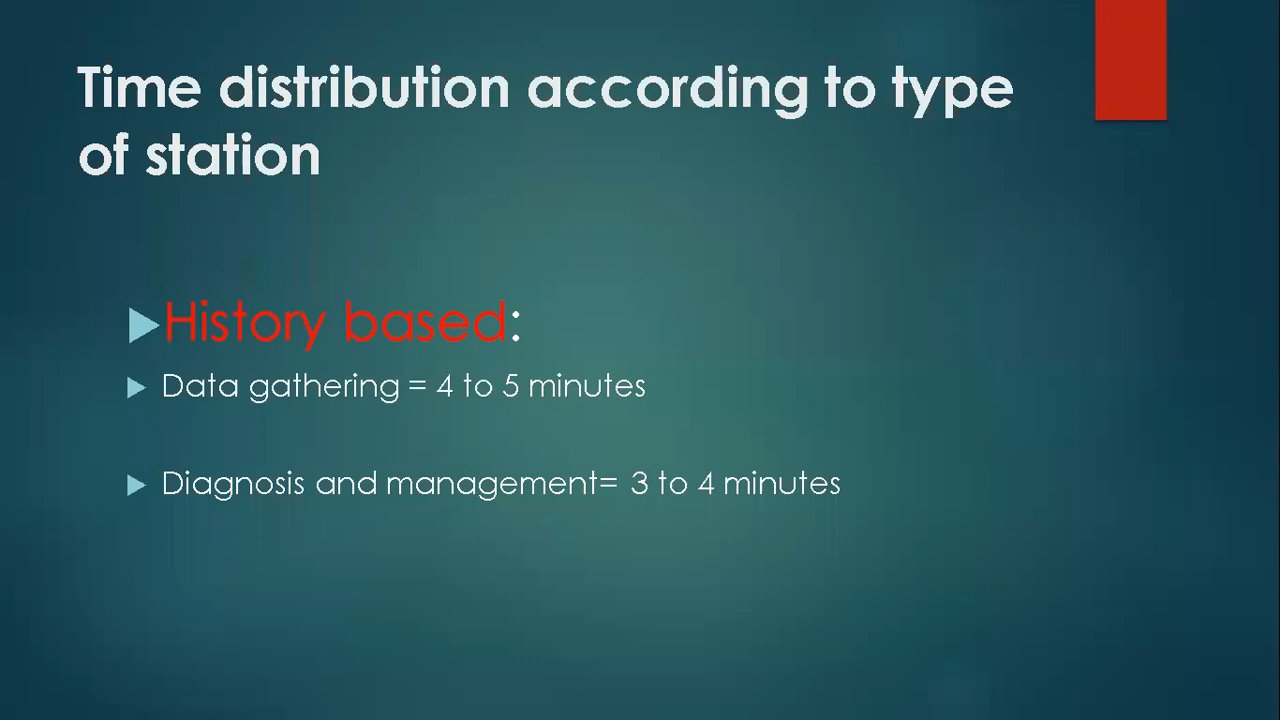 Time distribution according to type
of station
History based:
Data gathering = 4 to 5 minutes
Diagnosis and management= 3 to 4 minutes